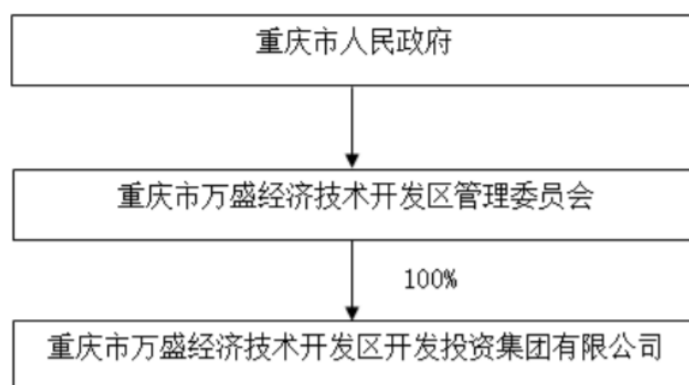 重庆市人民政府
重庆市万盛经济技术开发区管理委员会
100%
重庆市万盛经济技术开发区开发投资集团有限公司